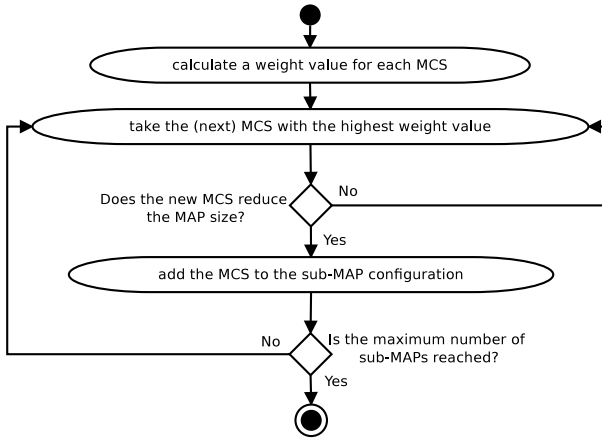 calculate a weight value for each MCS
take the (next) MCS with the highest weight value
Does the new MCS reduce
the MAP size?
No
Yes
add the MCS to the sub-MAP configuration
No
Is the maximum number of
sub-MAPs reached?
Yes